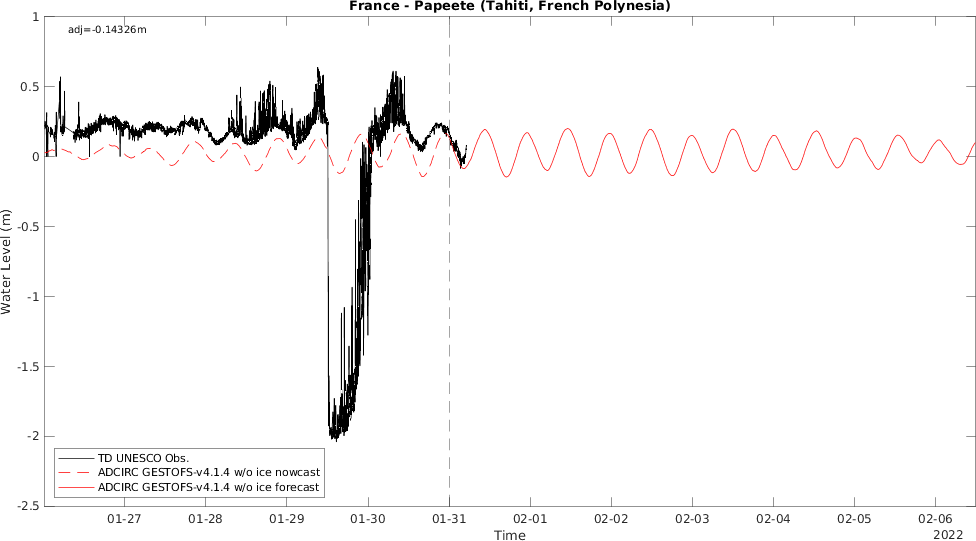 France - Papeete (Tahiti, French Polynesia)
adj=-0.14326m
1
0.5
0
-0.5
-1
-1.5
-2
-2.5
Water Level (m)
TD UNESCO Obs.
ADCIRC GESTOFS-v4.1.4 w/o ice nowcast
ADCIRC GESTOFS-v4.1.4 w/o ice forecast
01-27 01-28 01-29 01-30 01-31 02-01 02-02 02-03 02-04 02-05 02-06
Time
2022